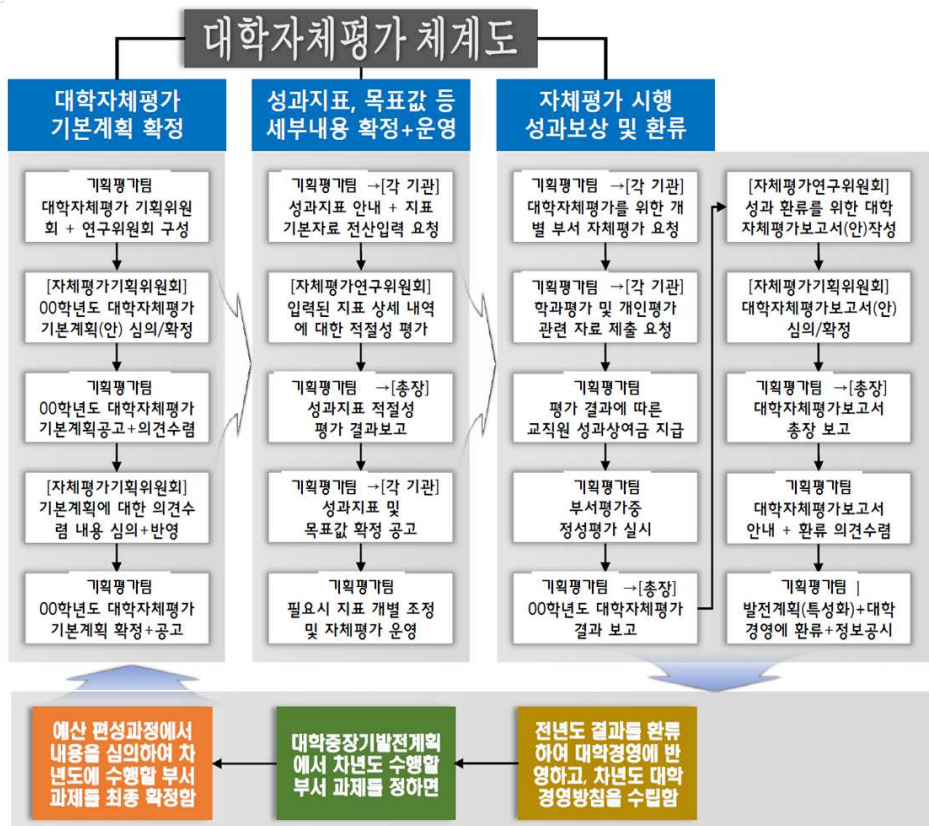 대학자체평가 체계도
대학자체평가
기본계획 확정
기획평가팀
대학자체평가 기획위원
회 + 연구위원회 구성
[자체평가기획위원회]
00학년도 대학자체평가
기본계획(안) 심의/확정
기획평가팀
00학년도 대학자체평가
기본계획공고+의견수렴
[자체평가기획위원회]
기본계획에 대한 의견수
렴 내용 심의+반영
기획평가팀
00학년도 대학자체평가
기본계획 확정+공고
성과지표, 목표값 등
세부내용 확정+운영
기획평가팀 →[각 기관]
성과지표 안내 + 지표
기본자료 전산입력 요청
[자체평가연구위원회]
입력된 지표 상세 내역
에 대한 적절성 평가
기획평가팀 →[총장]
성과지표 적절성
평가 결과보고
기획평가팀 →[각 기관]
성과지표 및
목표값 확정 공고
기획평가팀
필요시 지표 개별 조정
및 자체평가 운영
자체평가 시행
성과보상 및 환류
기획평가팀 →[각 기관]
대학자체평가를 위한 개
별 부서 자체평가 요청
기획평가팀 →[각 기관]
학과평가 및 개인평가
관련 자료 제출 요청
기획평가팀
평가 결과에 따른
교직원 성과상여금 지급
기획평가팀
부서평가중
정성평가 실시
기획평가팀 →[총장]
00학년도 대학자체평가
결과 보고
[자체평가연구위원회]
성과 환류를 위한 대학
자체평가보고서(안)작성
[자체평가기획위원회]
대학자체평가보고서(안)
심의/확정
기획평가팀 →[총장]
대학자체평가보고서
총장 보고
기획평가팀
대학자체평가보고서
안내 + 환류 의견수렴
기획평가팀 |
발전계획(특성화)+대학
경영에 환류+정보공시
전년도 결과를 환류
하여 대학경영에 반
영하고, 차년도 대학
경영방침을 수립함
대학중장기발전계획
에서 차년도 수행할
부서 과제를 정하면
예산 편성과정에서
내용을 심의하여 차
년도에 수행할 부서
과제를 최종 확정함